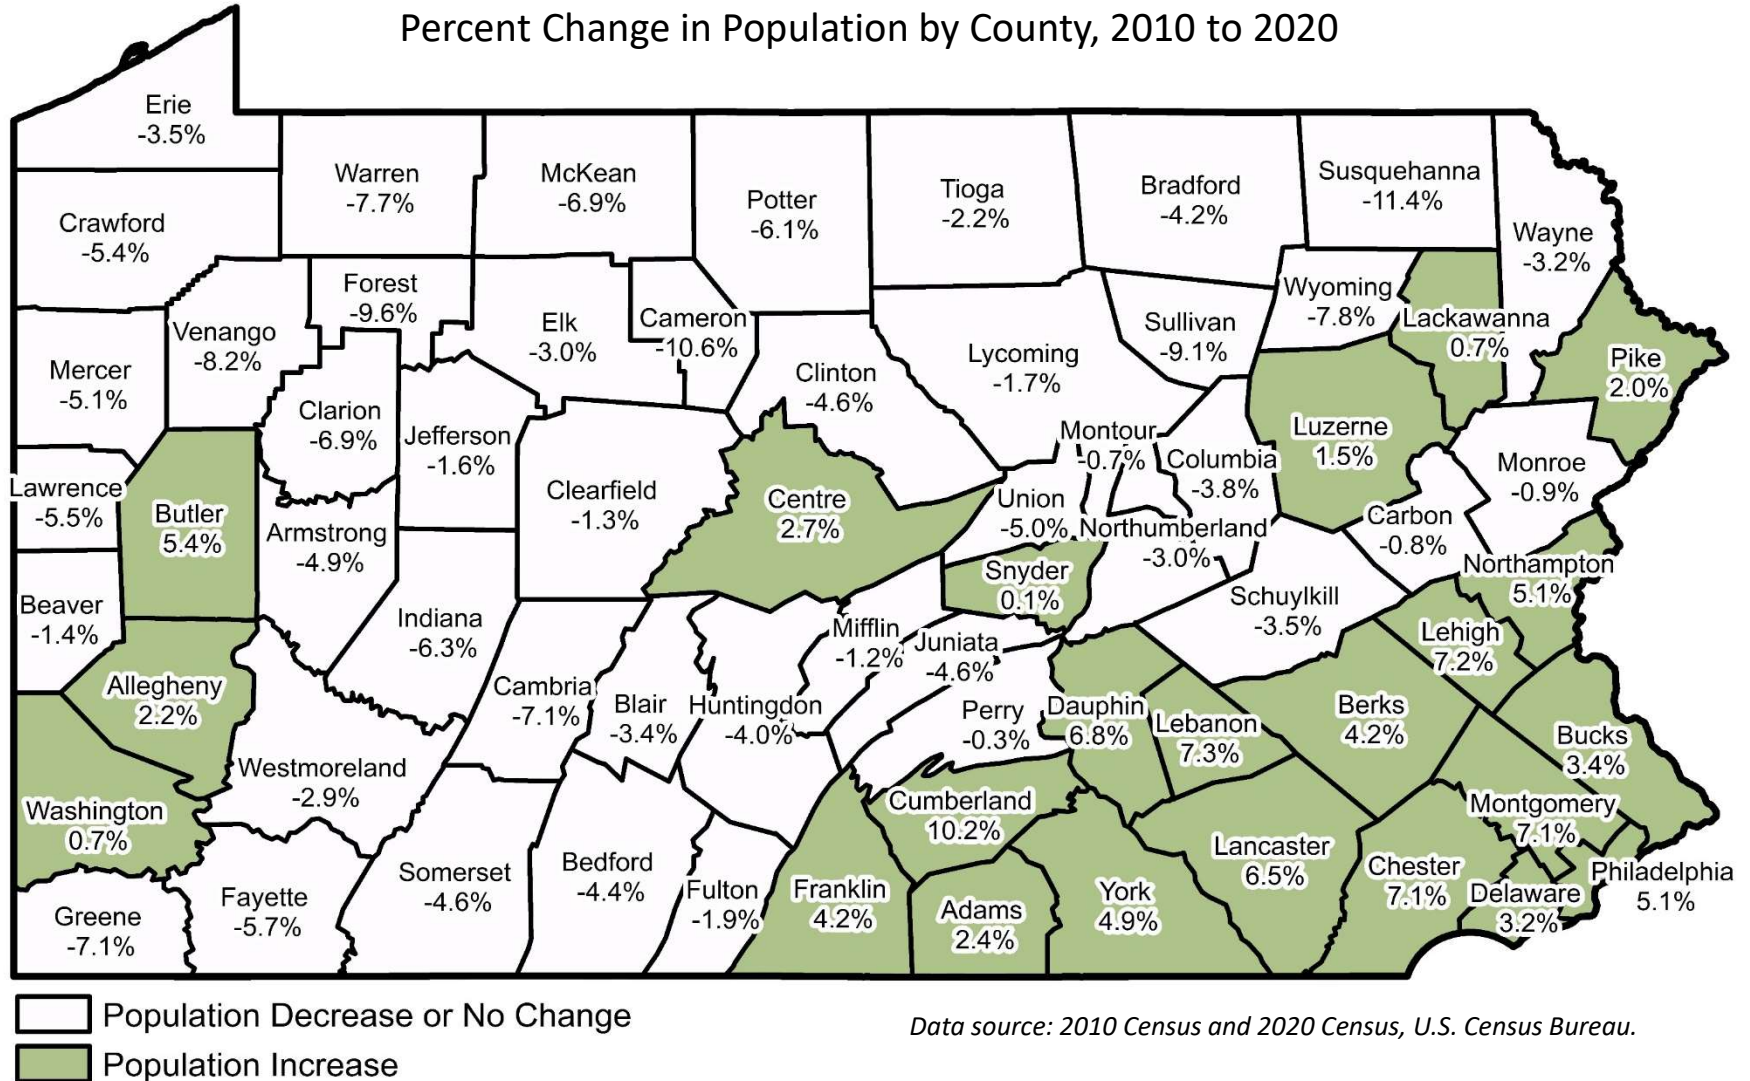 Percent Change in Population by County, 2010 to 2020
Erie
-3.5%
Warren
-7.7%
McKean
-6.9%
Potter
-6.1%
Tioga
-2.2%
Bradford
-4.2%
Susquehanna
-11.4%
Wayne
-3.2%
Crawford
-5.4%
Forest
-9.6%
Venango
-8.2%
Elk
-3.0%
Cameron
-10.6%
Wyoming
-7.8%
Lackawanna
0.7%
Sullivan
-9.1%
Pike
2.0%
Mercer
-5.1%
Clarion
-6.9%
Clinton
-4.6%
Lycoming
-1.7%
Jefferson
-1.6%
Montour
-0.7%
Columbia
-3.8%
Luzerne
1.5%
Monroe
-0.9%
Lawrence
-5.5%
Butler
5.4%
Armstrong
-4.9%
Clearfield
-1.3%
Centre
2.7%
Union
-5.0%
Northumberland
-3.0%
Carbon
-0.8%
Northampton
5.1%
Beaver
-1.4%
Indiana
-6.3%
Snyder
0.1%
Schuylkill
-3.5%
Lehigh
7.2%
Mifflin
-1.2%
Juniata
-4.6%
Allegheny
2.2%
Cambria
-7.1%
Blair
-3.4%
Huntingdon
-4.0%
Perry
-0.3%
Dauphin
6.8%
Lebanon
7.3%
Berks
4.2%
Bucks
3.4%
Westmoreland
-2.9%
Washington
0.7%
Cumberland
10.2%
Montgomery
7.1%
Lancaster
6.5%
Chester
7.1%
Philadelphia
5.1%
Delaware
3.2%
Greene
-7.1%
Fayette
-5.7%
Somerset
-4.6%
Bedford
-4.4%
Fulton
-1.9%
Franklin
4.2%
Adams
2.4%
York
4.9%
Population Decrease or No Change
Population Increase
Data source: 2010 Census and 2020 Census, U.S. Census Bureau.